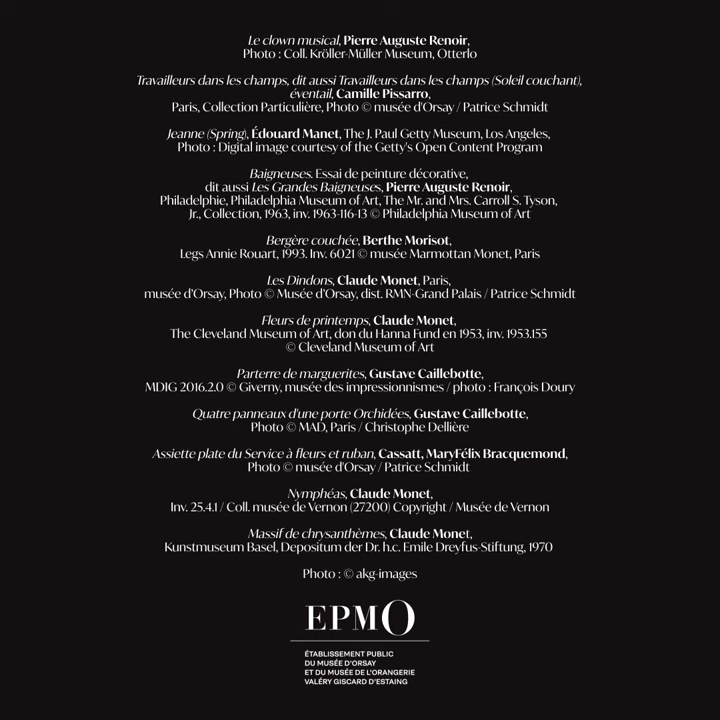 Le clown musical, Pierre Auguste Renoir,
Photo : Coll. Kröller-Müller Museum, Otterlo
Travailleurs dans les champs, dit aussi Travailleurs dans les champs (Soleil couchant),
éventail, Camille Pissarro,
Paris, Collection Particulière, Photo © musée d'Orsay / Patrice Schmidt
Jeanne (Spring), Édouard Manet, The J. Paul Getty Museum, Los Angeles,
Photo : Digital image courtesy of the Getty's Open Content Program
Baigneuses. Essai de peinture décorative,
dit aussi Les Grandes Baigneuses, Pierre Auguste Renoir,
Philadelphie, Philadelphia Museum of Art, The Mr. and Mrs. Carroll S. Tyson,
Jr., Collection, 1963, inv. 1963-116-13 © Philadelphia Museum of Art
Bergère couchée, Berthe Morisot,
Legs Annie Rouart, 1993. Inv. 6021 © musée Marmottan Monet, Paris
Les Dindons, Claude Monet, Paris,
musée d'Orsay, Photo © Musée d'Orsay, dist. RMN-Grand Palais / Patrice Schmidt
Fleurs de printemps, Claude Monet,
The Cleveland Museum of Art, don du Hanna Fund en 1953, inv. 1953.155
© Cleveland Museum of Art
Parterre de marguerites, Gustave Caillebotte,
MDIG 2016.2.0 © Giverny, musée des impressionnismes / photo : François Doury
Quatre panneaux d'une porte Orchidées, Gustave Caillebotte,
Photo © MAD, Paris / Christophe Dellière
Assiette plate du Service à fleurs et ruban, Cassatt, MaryFélix Bracquemond,
Photo © musée d'Orsay / Patrice Schmidt
Nymphéas, Claude Monet,
Inv. 25.4.1 / Coll. musée de Vernon (27200) Copyright / Musée de Vernon
Massif de chrysanthèmes, Claude Monet,
Kunstmuseum Basel, Depositum der Dr. h.c. Emile Dreyfus-Stiftung, 1970
Photo : © akg-images
EPMO
ÉTABLISSEMENT PUBLIC
DU MUSÉE D'ORSAY
ET DU MUSÉE DE L'ORANGERIE
VALÉRY GISCARD D'ESTAING